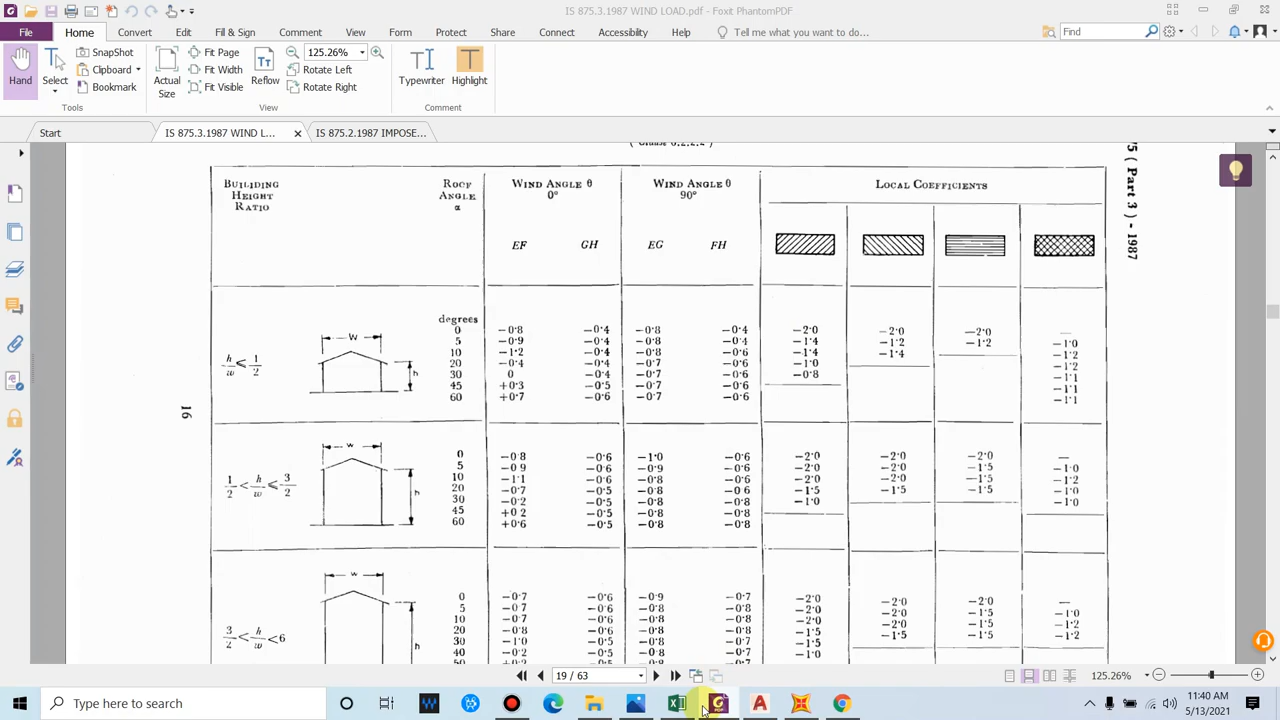 IS 875.3.1987 WIND LOAD.pdf - Foxit PhantomPDF
File Home Convert Edit Fill & Sign Comment View Form Protect Share Connect Accessibility Help Tell me what you want to do... Find
Hand
Select
SnapShot
Clipboard
Bookmark
Tools
Actual Size
Fit Page
Fit Width
Fit Visible
Reflow
125.26%
Rotate Left
Rotate Right
View
Typewriter
Highlight
Comment
Start IS 875.3.1987 WIND L... IS 875.2.1987 IMPOSE...
5 ( Part 3 ) - 1987
16
BUILIDING HEIGHT RATIO
ROOF ANGLE α
WIND ANGLE θ 0°
WIND ANGLE θ 90°
LOCAL COEFFICIENTS
EF GH EG FH
degrees
h/w ≤ 1/2
w
h
0 −0·8 −0·4 −0·8 −0·4 −2·0 −2·0 −2·0 —
5 −0·9 −0·4 −0·8 −0·4 −1·4 −1·2 −1·2 −1·0
10 −1·2 −0·4 −0·8 −0·6 −1·4 −1·4 −1·2
20 −0·4 −0·4 −0·7 −0·6 −1·0 −1·2
30 0 −0·4 −0·7 −0·6 −0·8 −1·1
45 +0·3 −0·5 −0·7 −0·6 −1·1
60 +0·7 −0·6 −0·7 −0·6 −1·1
1/2 < h/w ≤ 3/2
w
h
0 −0·8 −0·6 −1·0 −0·6 −2·0 −2·0 −2·0 —
5 −0·9 −0·6 −0·9 −0·6 −2·0 −2·0 −1·5 −1·0
10 −1·1 −0·6 −0·8 −0·6 −2·0 −2·0 −1·5 −1·2
20 −0·7 −0·5 −0·8 −0·6 −1·5 −1·5 −1·5 −1·0
30 −0·2 −0·5 −0·8 −0·8 −1·0 −1·0
45 +0·2 −0·5 −0·8 −0·8
60 +0·6 −0·5 −0·8 −0·8
3/2 < h/w < 6
w
h
0 −0·7 −0·6 −0·9 −0·7 −2·0 −2·0 −2·0 —
5 −0·7 −0·6 −0·8 −0·8 −2·0 −2·0 −1·5 −1·0
10 −0·7 −0·6 −0·8 −0·8 −2·0 −2·0 −1·5 −1·2
20 −0·8 −0·6 −0·8 −0·8 −1·5 −1·5 −1·5 −1·2
30 −1·0 −0·5 −0·8 −0·7 −1·5
40 −0·2 −0·5 −0·8 −0·7 −1·0
19 / 63
125.26%
Type here to search
11:40 AM
5/13/2021